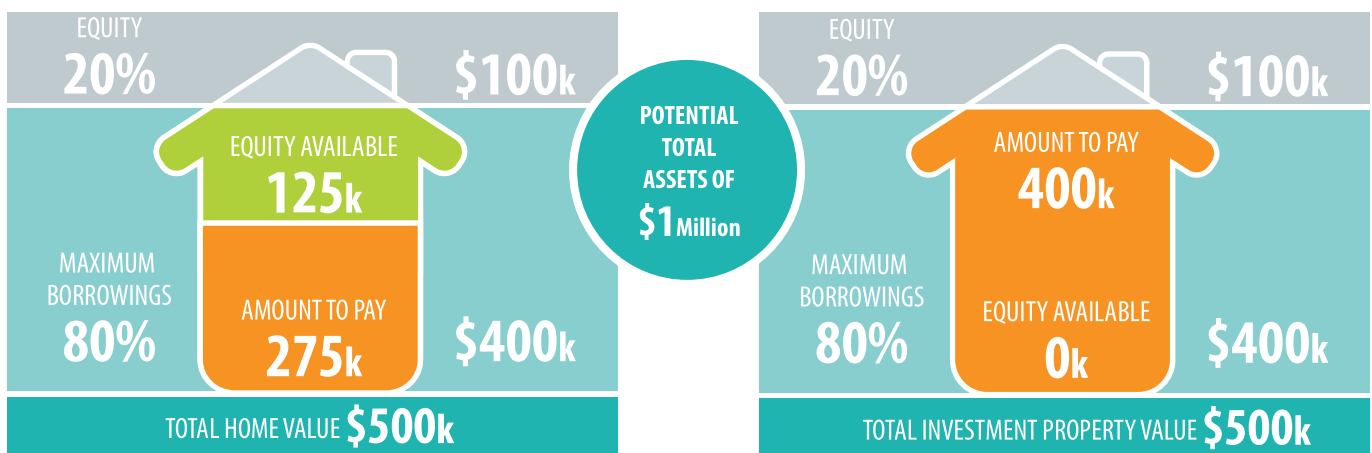 EQUITY
20%
$100k
EQUITY AVAILABLE
125k
MAXIMUM
BORROWINGS
80%
AMOUNT TO PAY
275k
$400k
TOTAL HOME VALUE $500k
POTENTIAL
TOTAL
ASSETS OF
$1 Million
EQUITY
20%
$100k
AMOUNT TO PAY
400k
MAXIMUM
BORROWINGS
80%
EQUITY AVAILABLE
0k
$400k
TOTAL INVESTMENT PROPERTY VALUE $500k